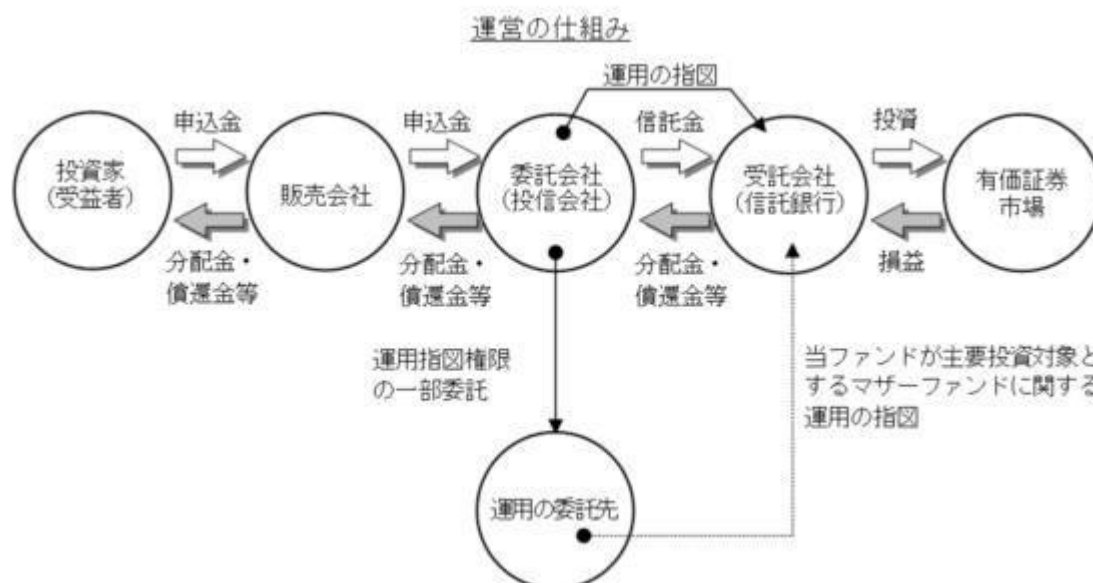 運営の仕組み
運用の指図
申込金
申込金
信託金
投資
投資家
(受益者)
販売会社
委託会社
(投信会社)
受託会社
(信託銀行)
有価証券
市場
分配金・
償還金等
分配金・
償還金等
分配金・
償還金等
損益
運用指図権限
の一部委託
当ファンドが主要投資対象と
するマザーファンドに関する
運用の指図
運用の委託先